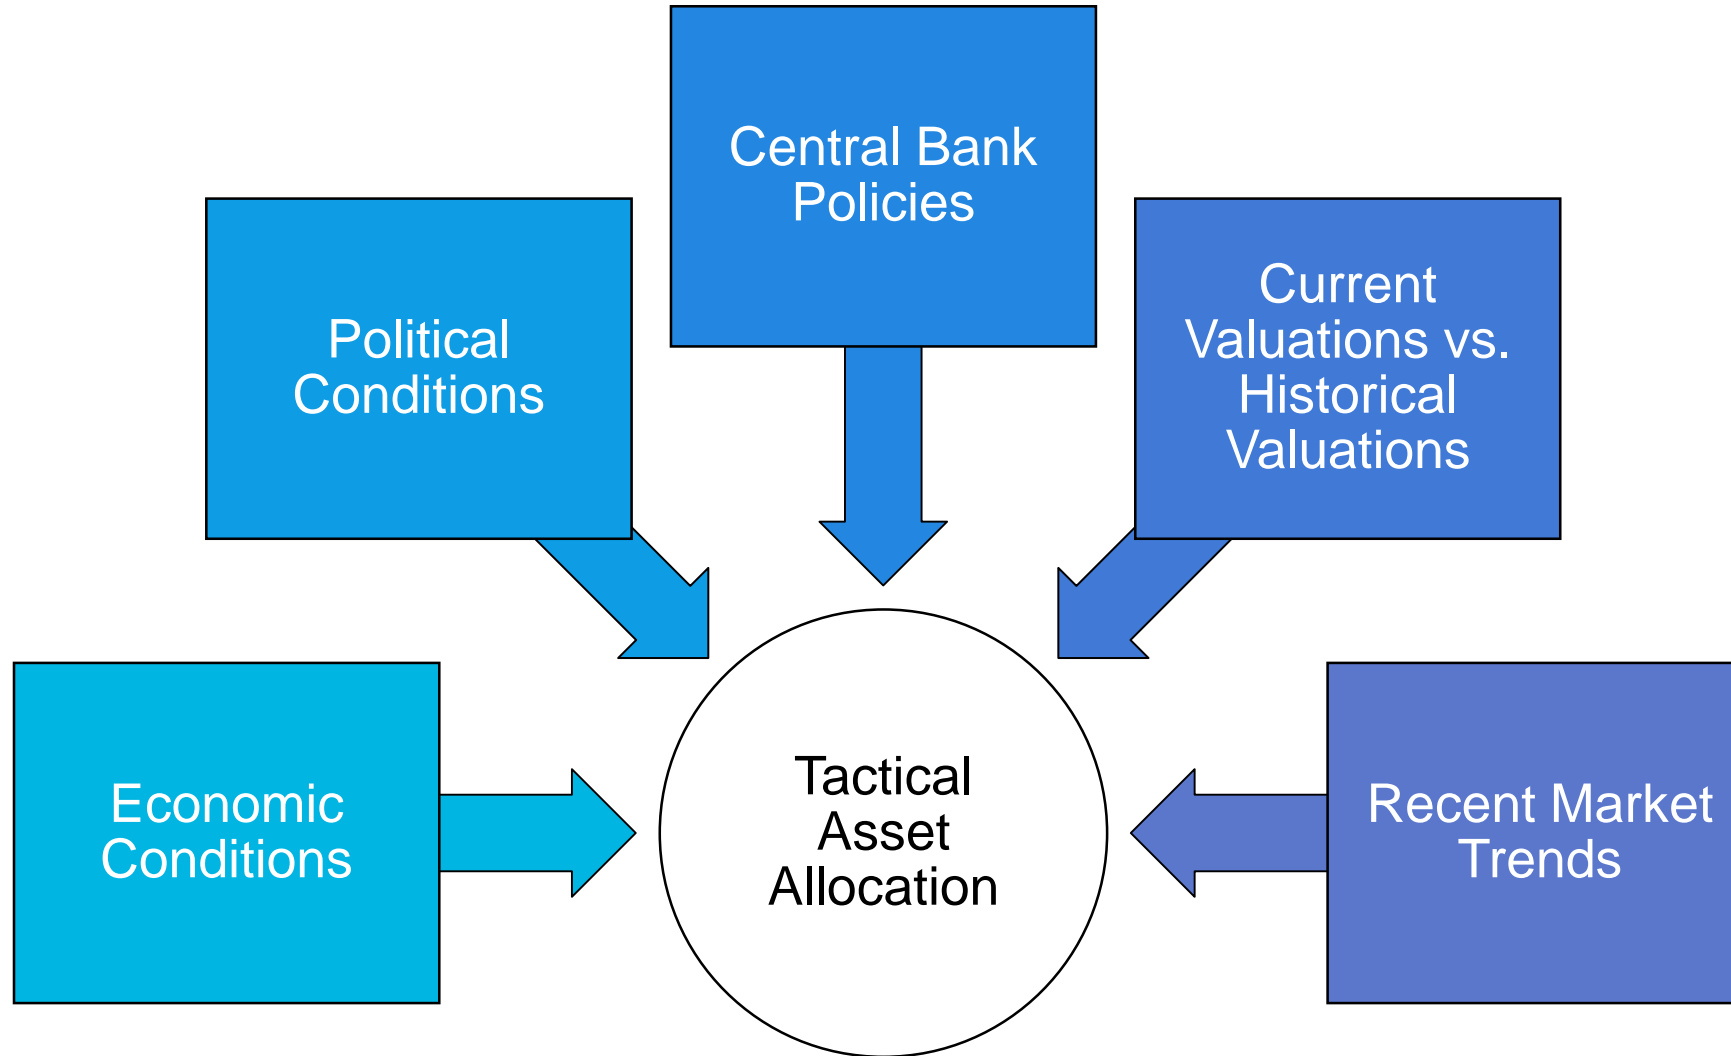 Central Bank
Policies
Political
Conditions
Current
Valuations vs.
Historical
Valuations
Economic
Conditions
Tactical
Asset
Allocation
Recent Market
Trends